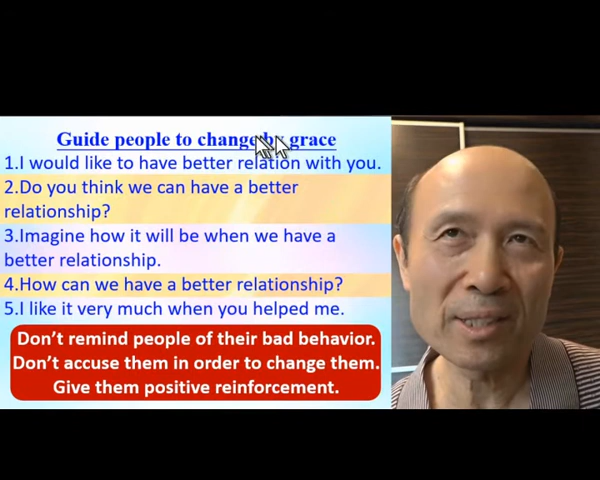 Guide people to change by grace
1.I would like to have better relation with you.
2.Do you think we can have a better
relationship?
3.Imagine how it will be when we have a
better relationship.
4.How can we have a better relationship?
5.I like it very much when you helped me.
Don’t remind people of their bad behavior.
Don’t accuse them in order to change them.
Give them positive reinforcement.